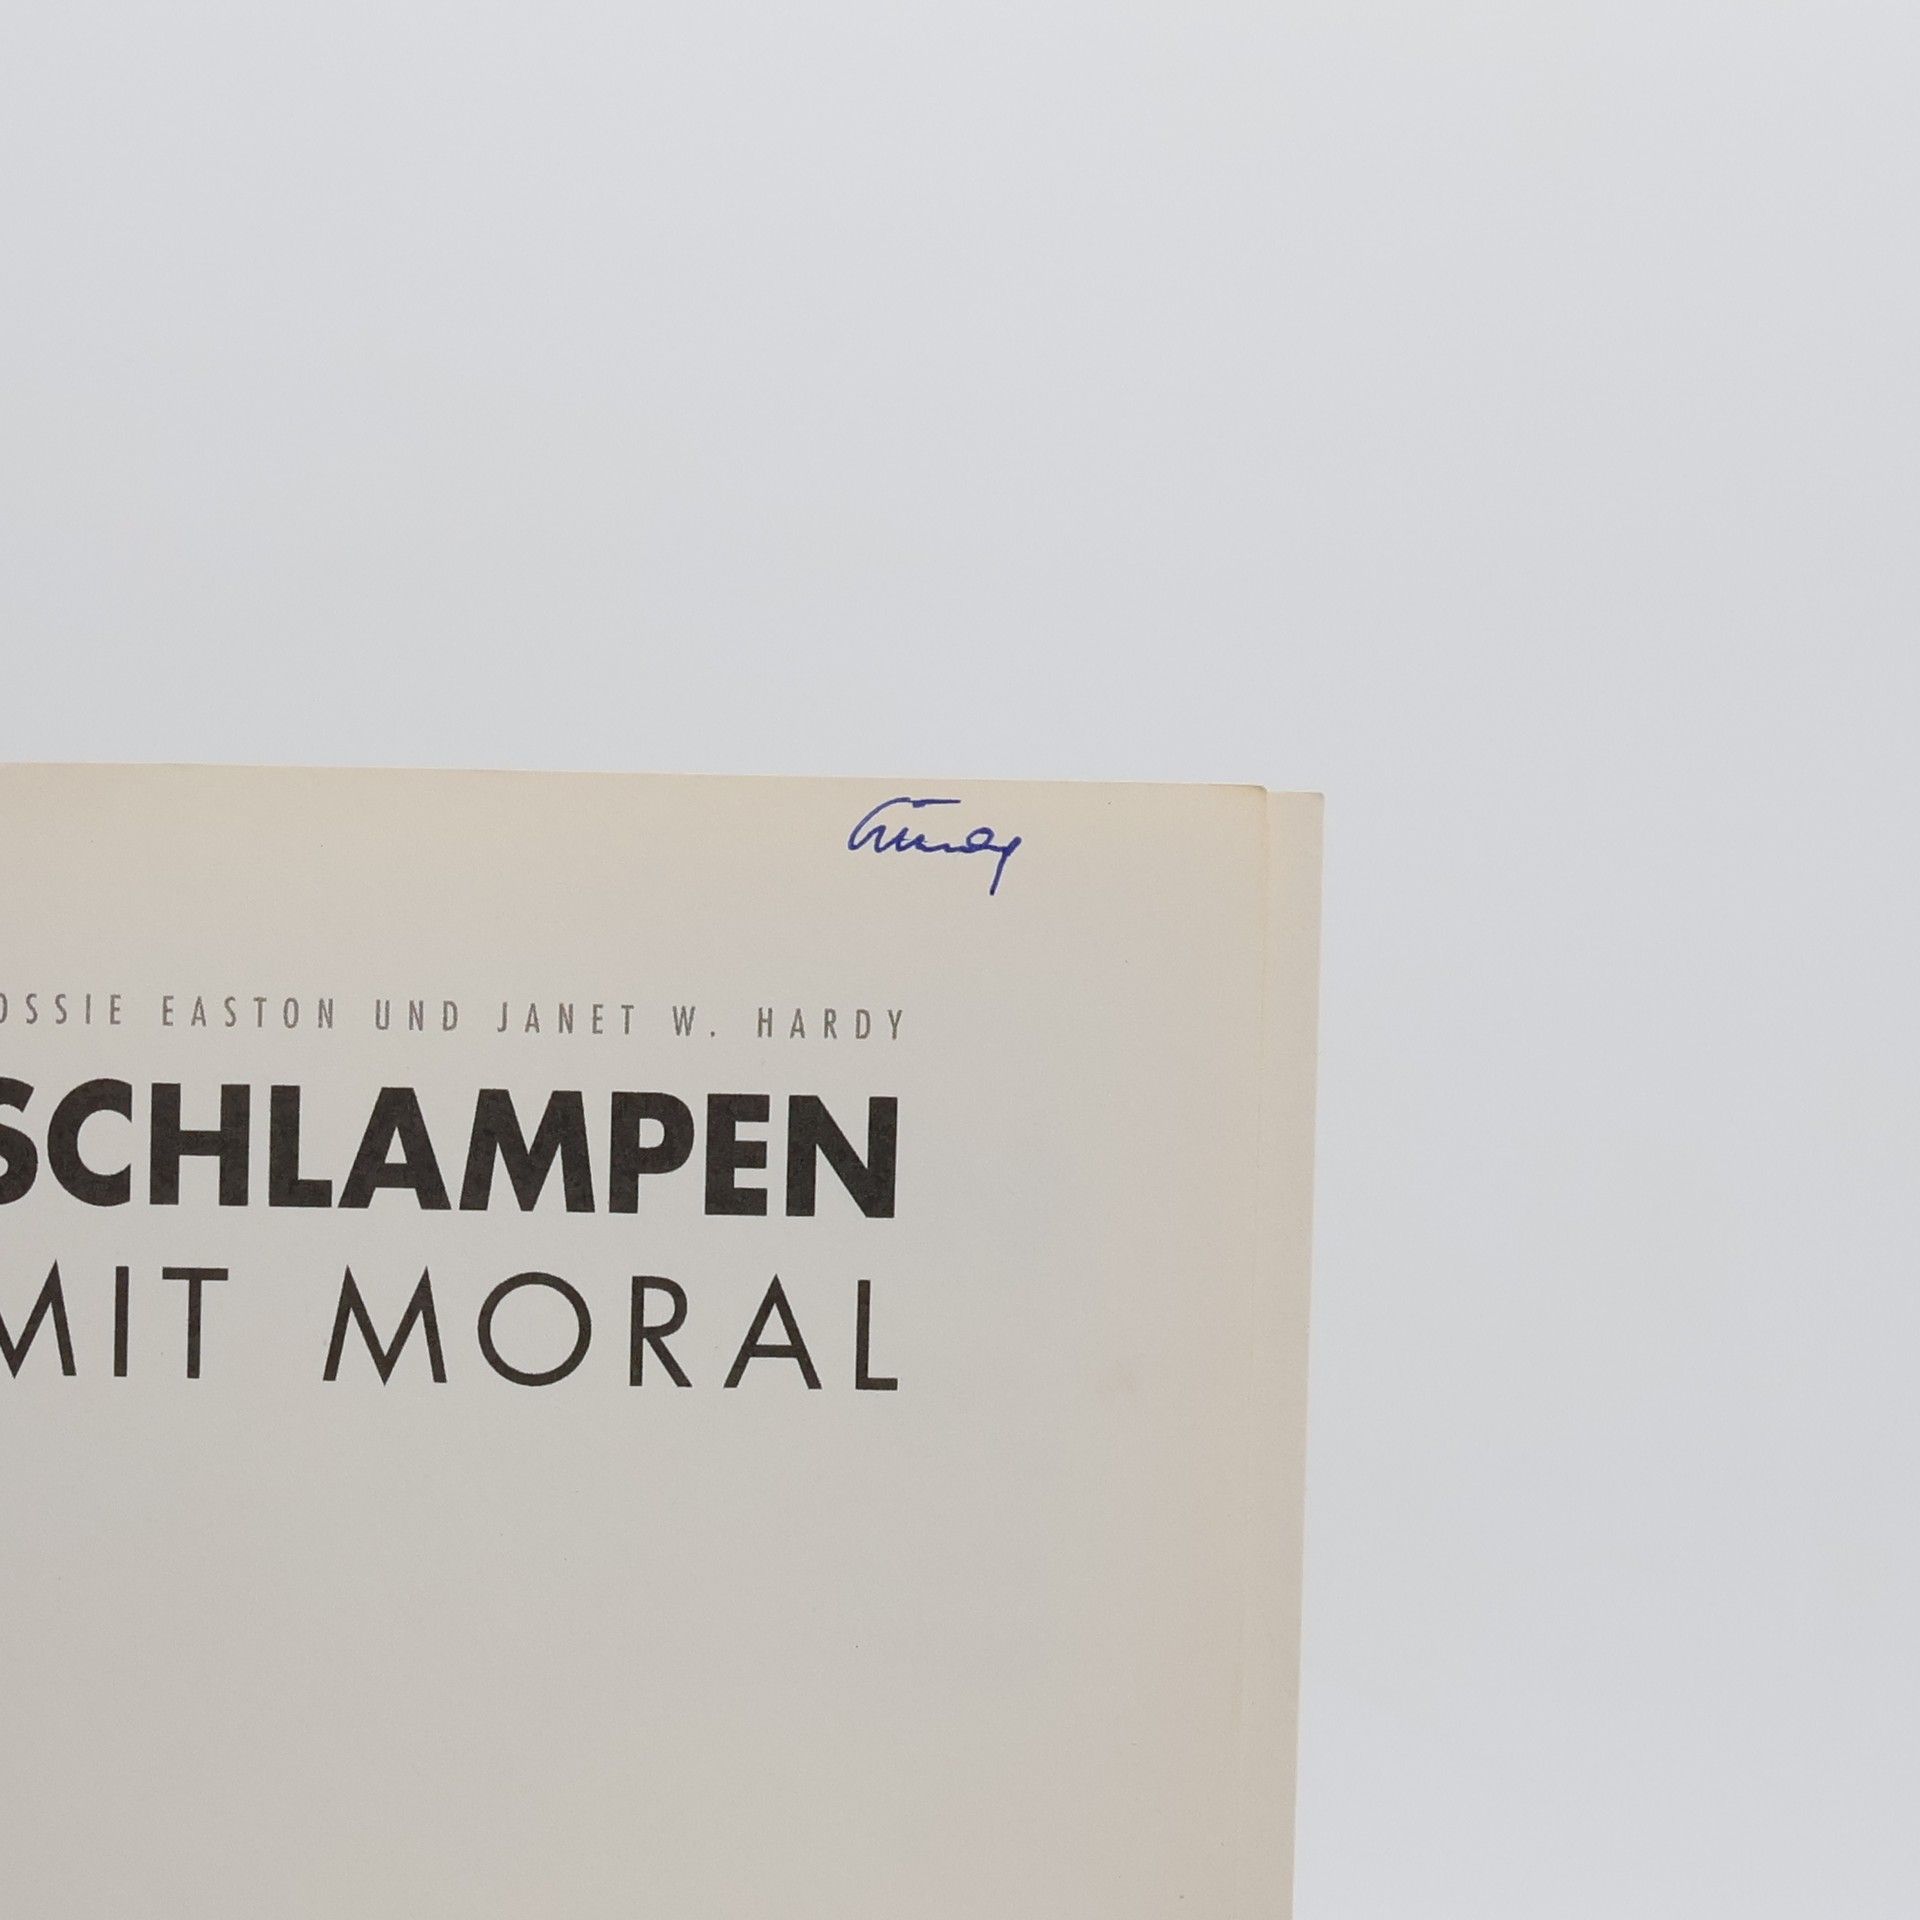 OSSIE EASTON UND JANET W. HARDY
SCHLAMPEN
MIT MORAL